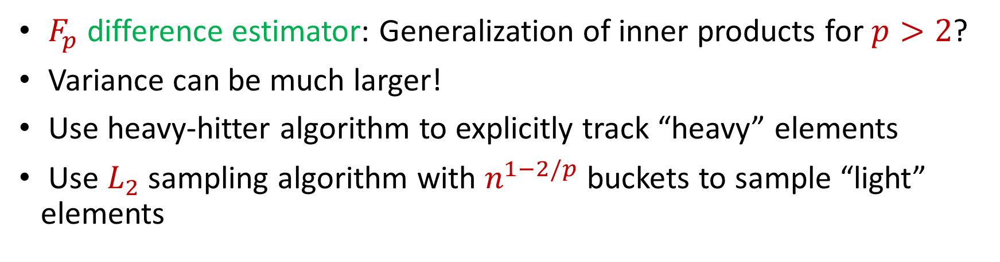 • F_p difference estimator: Generalization of inner products for p > 2?
• Variance can be much larger!
• Use heavy-hitter algorithm to explicitly track “heavy” elements
• Use L_2 sampling algorithm with n^{1−2/p} buckets to sample “light”
elements